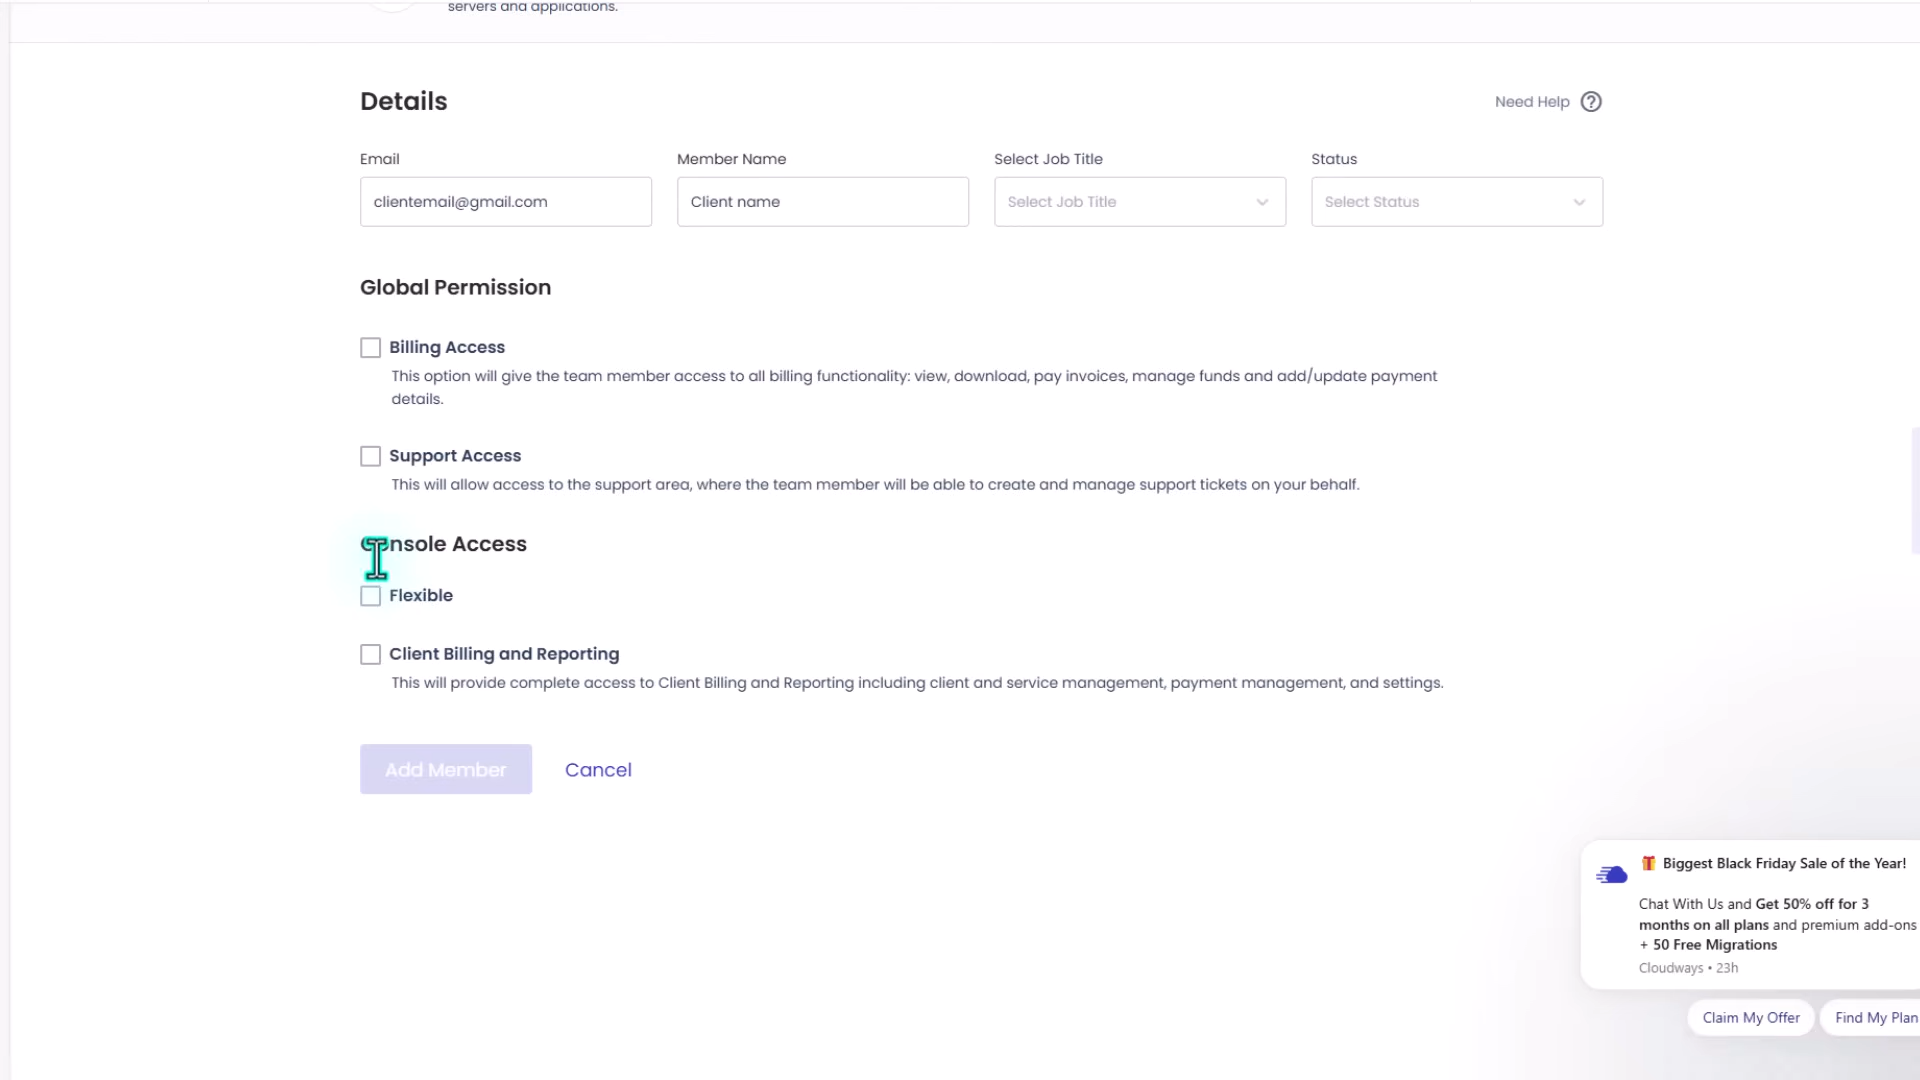 servers and applications.
Details
Need Help
Email
Member Name
Select Job Title
Status
clientemail@gmail.com
Client name
Select Job Title
Select Status
Global Permission
Billing Access
This option will give the team member access to all billing functionality: view, download, pay invoices, manage funds and add/update payment
details.
Support Access
This will allow access to the support area, where the team member will be able to create and manage support tickets on your behalf.
Console Access
Flexible
Client Billing and Reporting
This will provide complete access to Client Billing and Reporting including client and service management, payment management, and settings.
Add Member
Cancel
Biggest Black Friday Sale of the Year!
Chat With Us and Get 50% off for 3
months on all plans and premium add-ons
+ 50 Free Migrations
Cloudways • 23h
Claim My Offer
Find My Plan